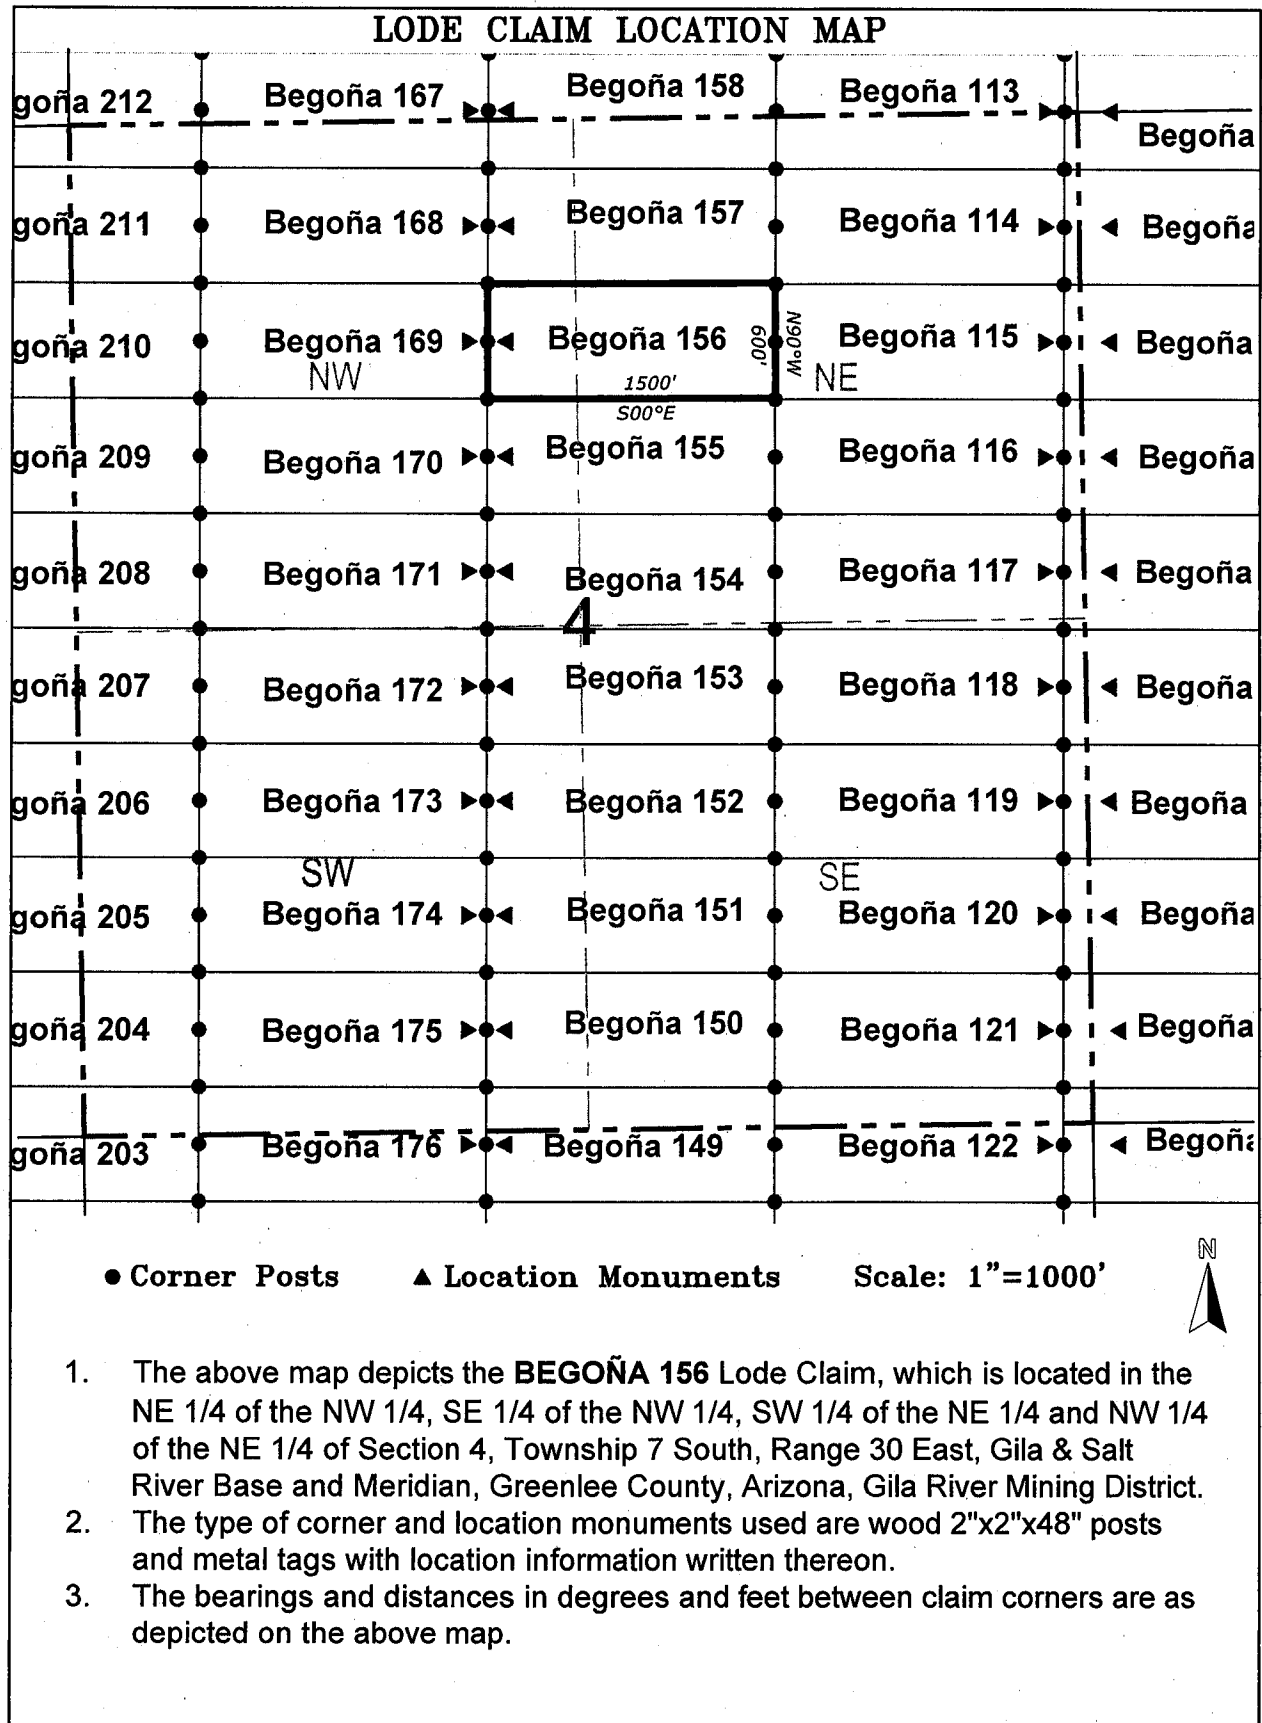 LODE CLAIM LOCATION MAP
goña 212 Begoña 167 Begoña 158 Begoña 113
Begoña
goña 211 Begoña 168 Begoña 157 Begoña 114 Begoña
goña 210 Begoña 169 Begoña 156 600' N90°W Begoña 115 Begoña
NW 1500' NE
S00°E
goña 209 Begoña 170 Begoña 155 Begoña 116 Begoña
goña 208 Begoña 171 Begoña 154 Begoña 117 Begoña
4
goña 207 Begoña 172 Begoña 153 Begoña 118 Begoña
goña 206 Begoña 173 Begoña 152 Begoña 119 Begoña
SW SE
goña 205 Begoña 174 Begoña 151 Begoña 120 Begoña
goña 204 Begoña 175 Begoña 150 Begoña 121 Begoña
goña 203 Begoña 176 Begoña 149 Begoña 122 Begoña
N
Corner Posts Location Monuments Scale: 1"=1000'
1. The above map depicts the BEGOÑA 156 Lode Claim, which is located in the
NE 1/4 of the NW 1/4, SE 1/4 of the NW 1/4, SW 1/4 of the NE 1/4 and NW 1/4
of the NE 1/4 of Section 4, Township 7 South, Range 30 East, Gila & Salt
River Base and Meridian, Greenlee County, Arizona, Gila River Mining District.
2. The type of corner and location monuments used are wood 2"x2"x48" posts
and metal tags with location information written thereon.
3. The bearings and distances in degrees and feet between claim corners are as
depicted on the above map.